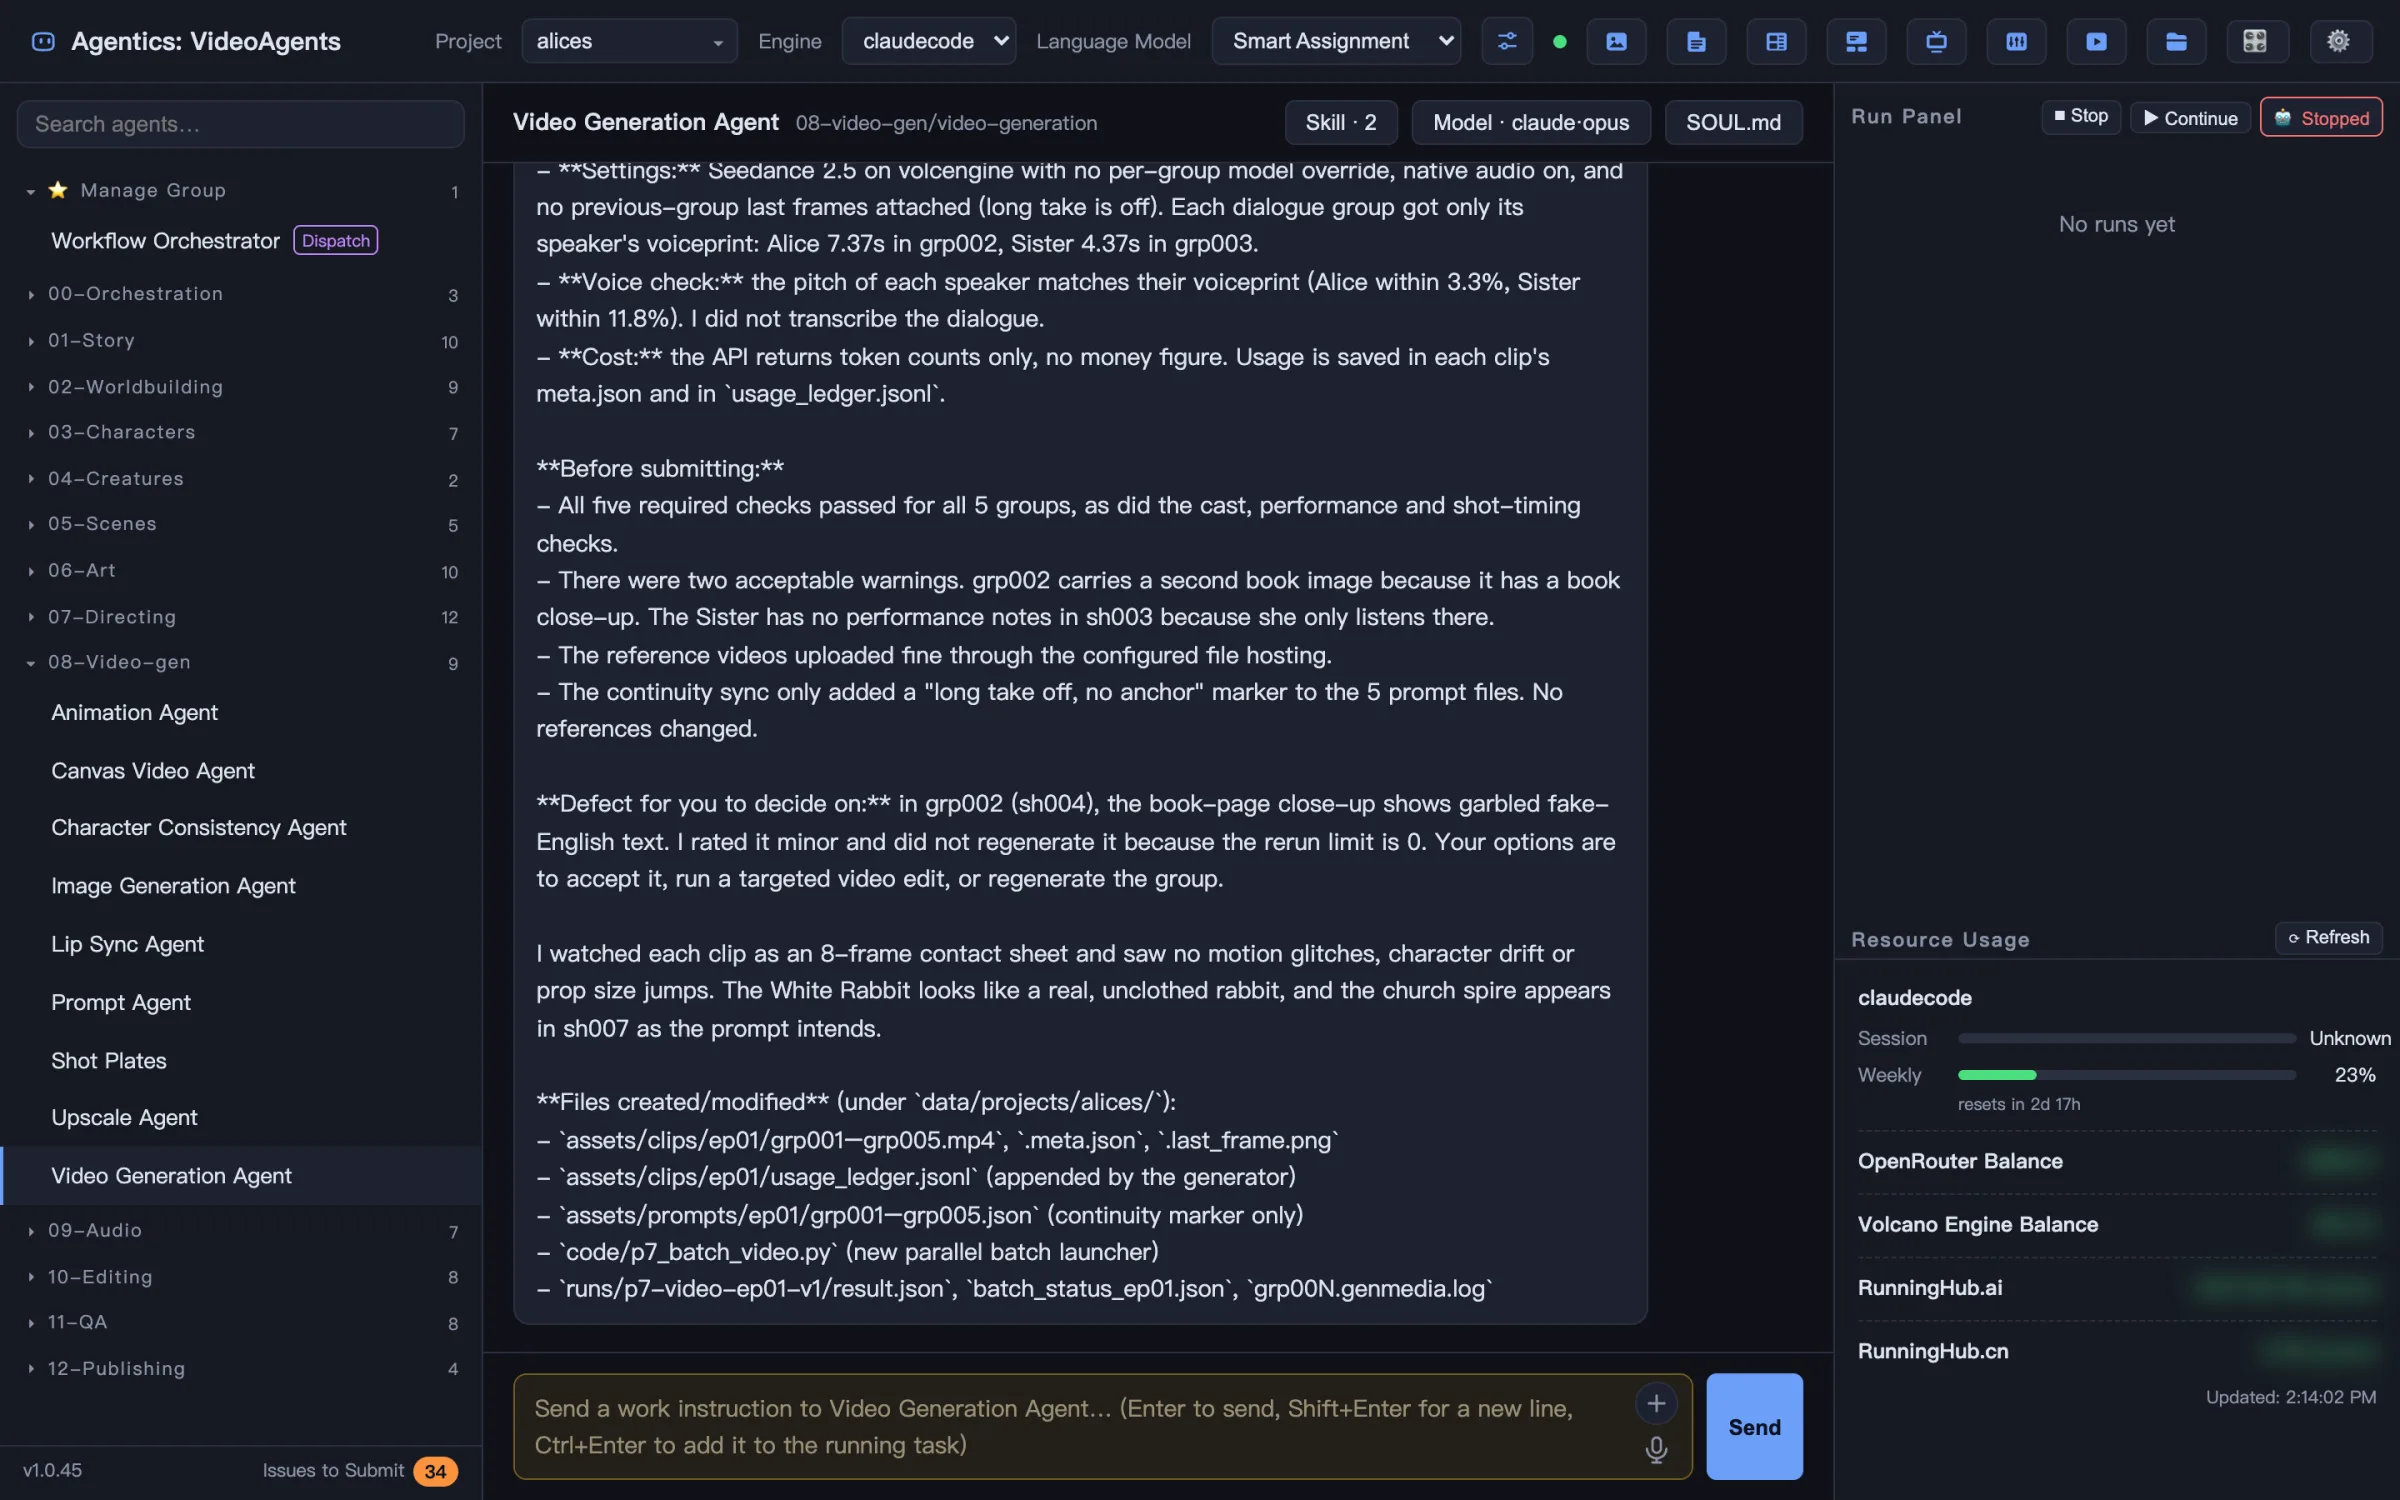 Agentics: VideoAgents
Project
alices
Engine
claudecode
Language Model
Smart Assignment
Search agents...
Manage Group
1
Workflow Orchestrator
Dispatch
00-Orchestration
3
01-Story
10
02-Worldbuilding
9
03-Characters
7
04-Creatures
2
05-Scenes
5
06-Art
10
07-Directing
12
08-Video-gen
9
Animation Agent
Canvas Video Agent
Character Consistency Agent
Image Generation Agent
Lip Sync Agent
Prompt Agent
Shot Plates
Upscale Agent
Video Generation Agent
09-Audio
7
10-Editing
8
11-QA
8
12-Publishing
4
v1.0.45
Issues to Submit
34
Video Generation Agent
08-video-gen/video-generation
Skill · 2
Model · claude-opus
SOUL.md
– **Settings:** Seedance 2.5 on volcengine with no per-group model override, native audio on, and
no previous-group last frames attached (long take is off). Each dialogue group got only its
speaker's voiceprint: Alice 7.37s in grp002, Sister 4.37s in grp003.
– **Voice check:** the pitch of each speaker matches their voiceprint (Alice within 3.3%, Sister
within 11.8%). I did not transcribe the dialogue.
– **Cost:** the API returns token counts only, no money figure. Usage is saved in each clip's
meta.json and in `usage_ledger.jsonl`.
**Before submitting:**
– All five required checks passed for all 5 groups, as did the cast, performance and shot-timing
checks.
– There were two acceptable warnings. grp002 carries a second book image because it has a book
close-up. The Sister has no performance notes in sh003 because she only listens there.
– The reference videos uploaded fine through the configured file hosting.
– The continuity sync only added a "long take off, no anchor" marker to the 5 prompt files. No
references changed.
**Defect for you to decide on:** in grp002 (sh004), the book-page close-up shows garbled fake-
English text. I rated it minor and did not regenerate it because the rerun limit is 0. Your options are
to accept it, run a targeted video edit, or regenerate the group.
I watched each clip as an 8-frame contact sheet and saw no motion glitches, character drift or
prop size jumps. The White Rabbit looks like a real, unclothed rabbit, and the church spire appears
in sh007 as the prompt intends.
**Files created/modified** (under `data/projects/alices/`):
– `assets/clips/ep01/grp001–grp005.mp4`, `.meta.json`, `.last_frame.png`
– `assets/clips/ep01/usage_ledger.jsonl` (appended by the generator)
– `assets/prompts/ep01/grp001–grp005.json` (continuity marker only)
– `code/p7_batch_video.py` (new parallel batch launcher)
– `runs/p7-video-ep01-v1/result.json`, `batch_status_ep01.json`, `grp00N.genmedia.log`
Send a work instruction to Video Generation Agent... (Enter to send, Shift+Enter for a new line,
Ctrl+Enter to add it to the running task)
Send
Run Panel
Stop
Continue
Stopped
No runs yet
Resource Usage
Refresh
claudecode
Session
Unknown
Weekly
23%
resets in 2d 17h
OpenRouter Balance
Volcano Engine Balance
RunningHub.ai
RunningHub.cn
Updated: 2:14:02 PM